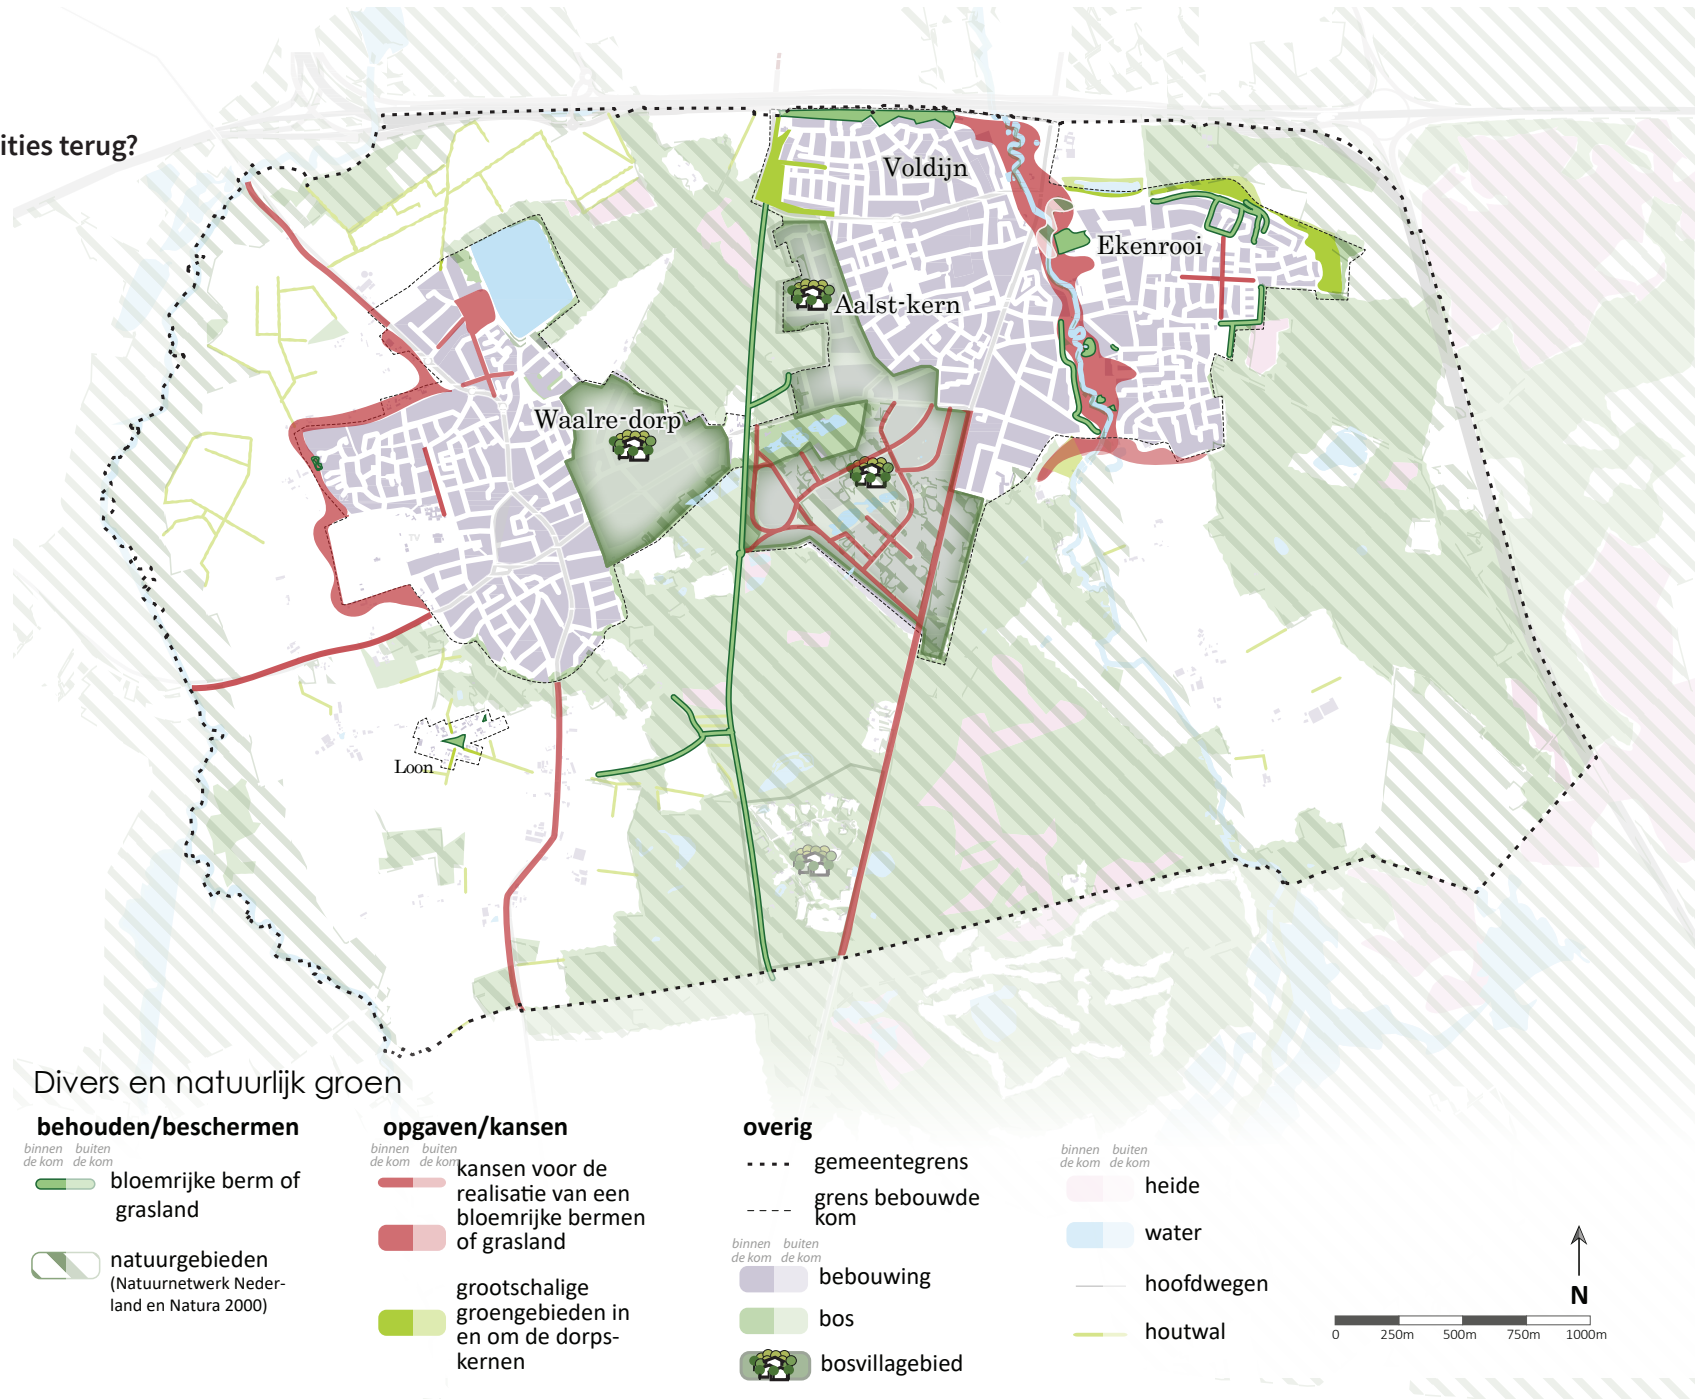 ities terug?
Voldijn
Ekenrooi
Aalst-kern
Waalre-dorp
Loon
Divers en natuurlijk groen
behouden/beschermen
binnen de kom
buiten de kom
bloemrijke berm of
grasland
natuurgebieden
(Natuurnetwerk Neder-
land en Natura 2000)
opgaven/kansen
binnen de kom
buiten de kom
kansen voor de
realisatie van een
bloemrijke bermen
of grasland
grootschalige
groengebieden in
en om de dorps-
kernen
overig
gemeentegrens
grens bebouwde
kom
binnen de kom
buiten de kom
bebouwing
bos
bosvillagebied
binnen de kom
buiten de kom
heide
water
hoofdwegen
houtwal
N
0 250m 500m 750m 1000m